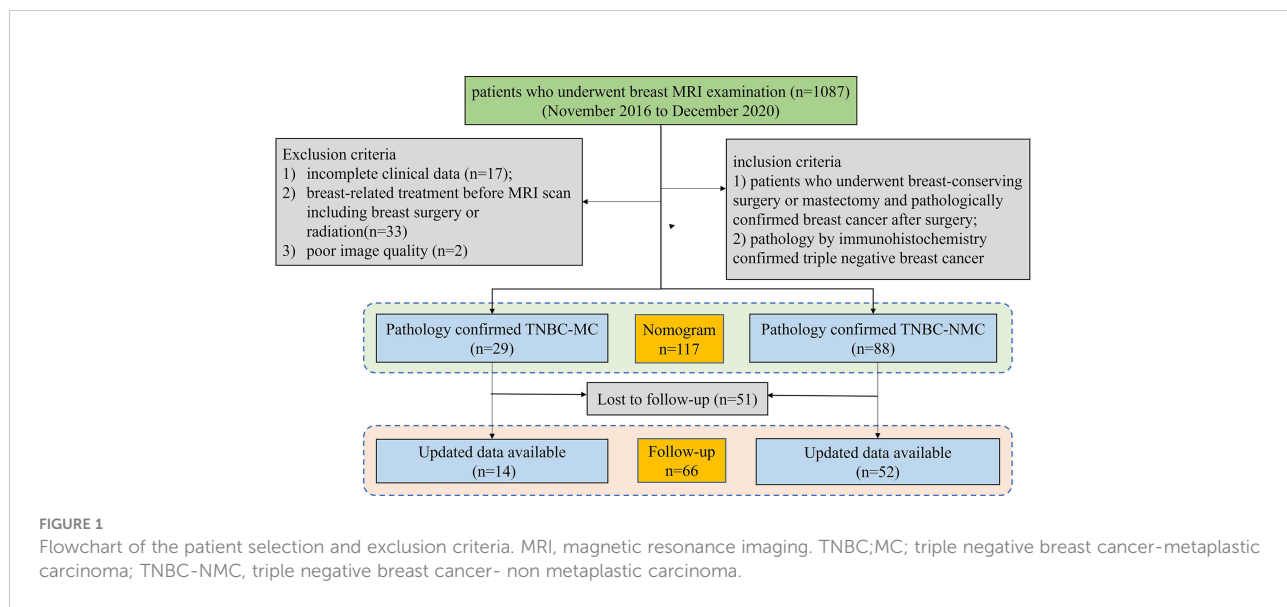 patients who underwent breast MRI examination (n=1087)
(November 2016 to December 2020)
Exclusion criteria
1) incomplete clinical data (n=17);
2) breast-related treatment before MRI scan
including breast surgery or
radiation(n=33)
3) poor image quality (n=2)
inclusion criteria
1) patients who underwent breast-conserving
surgery or mastectomy and pathologically
confirmed breast cancer after surgery;
2) pathology by immunohistochemistry
confirmed triple negative breast cancer
Pathology confirmed TNBC-MC
(n=29)
Nomogram
n=117
Pathology confirmed TNBC-NMC
(n=88)
Lost to follow-up (n=51)
Updated data available
(n=14)
Follow-up
n=66
Updated data available
(n=52)
FIGURE 1
Flowchart of the patient selection and exclusion criteria. MRI, magnetic resonance imaging. TNBC;MC; triple negative breast cancer-metaplastic
carcinoma; TNBC-NMC, triple negative breast cancer- non metaplastic carcinoma.